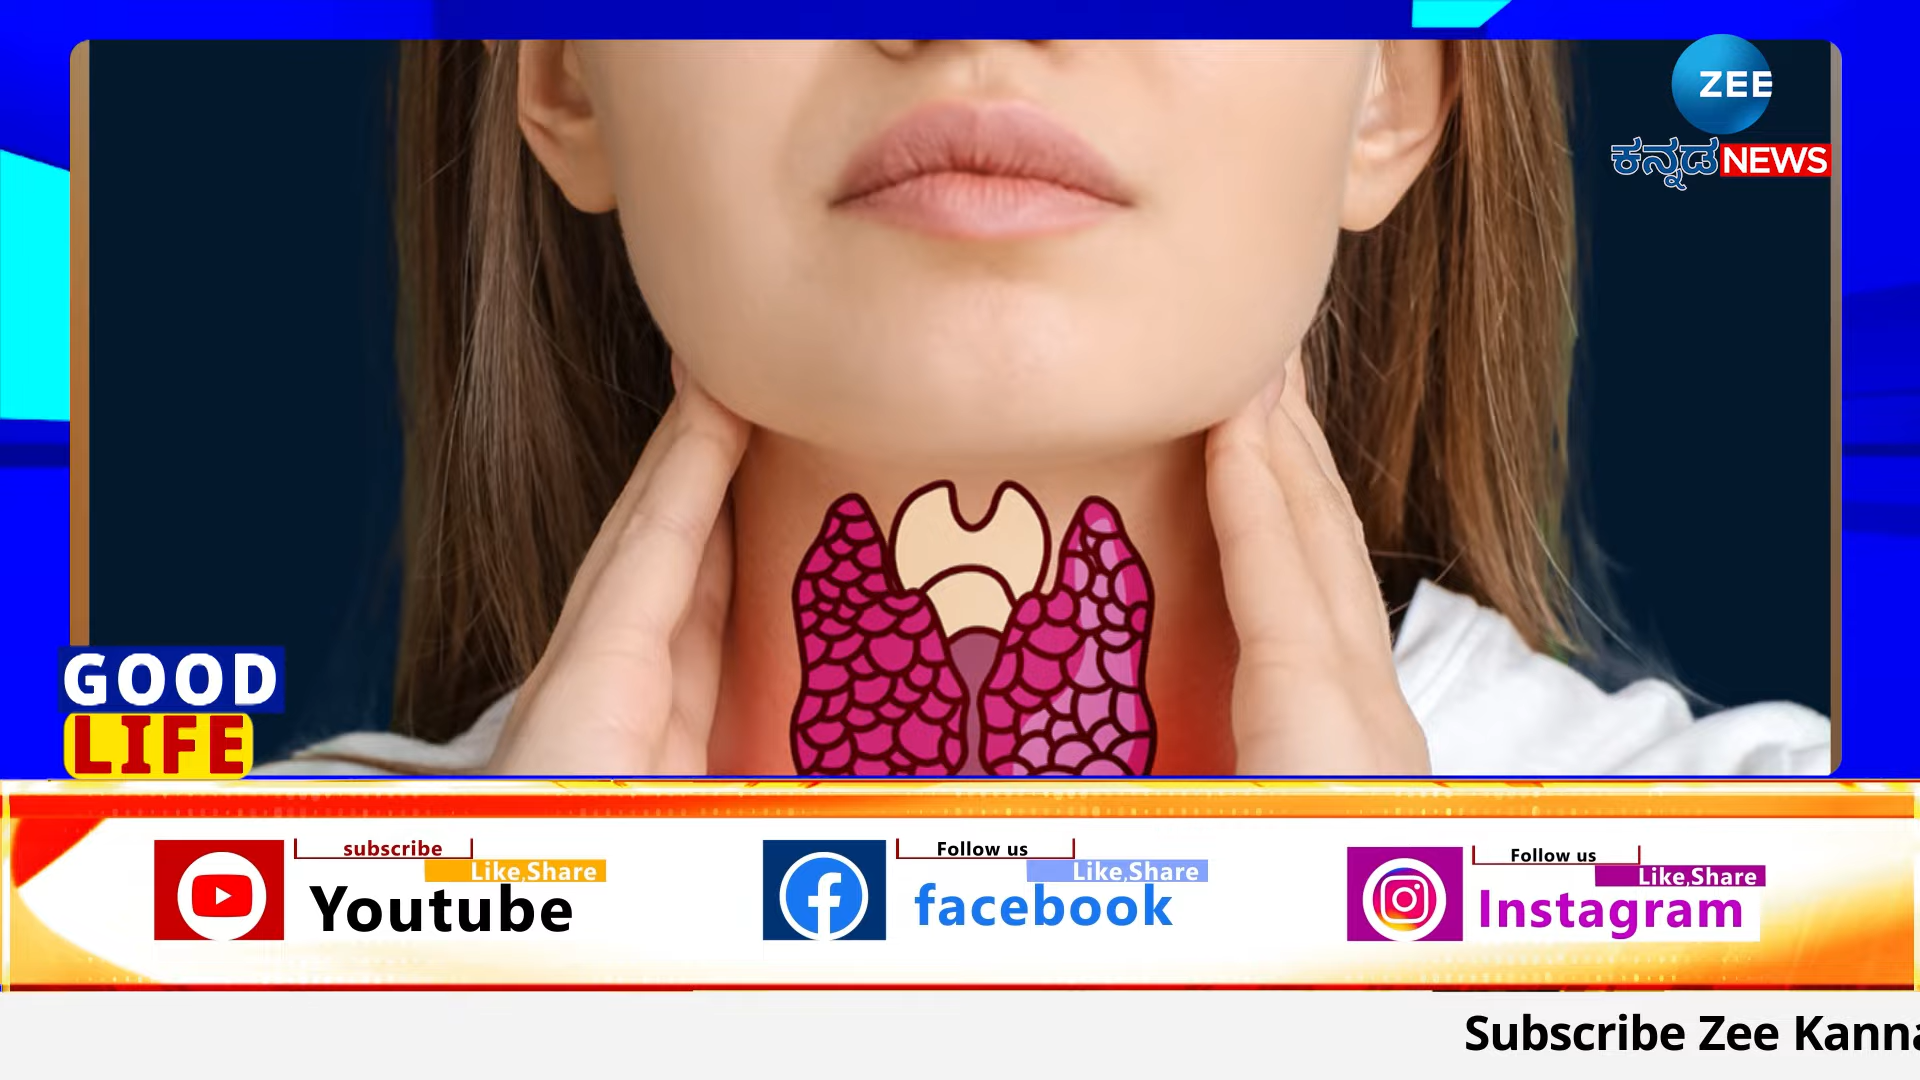 ZEE
ಕನ್ನಡ NEWS
GOOD
LIFE
subscribe
Like,Share
Youtube
Follow us
Like,Share
facebook
Follow us
Like,Share
Instagram
Subscribe Zee Kanna